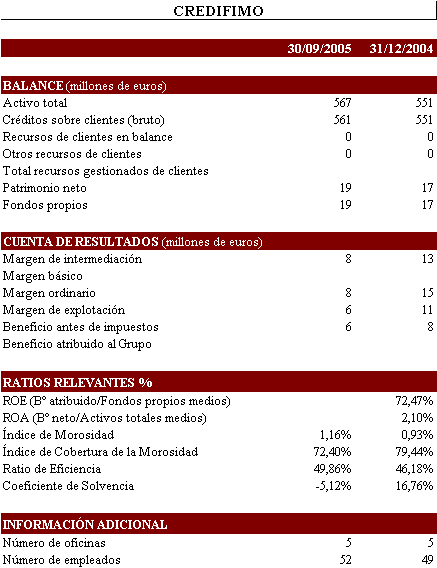 CREDIFIMO
30/09/2005 31/12/2004
BALANCE (millones de euros)
Activo total 567 551
Créditos sobre clientes (bruto) 561 551
Recursos de clientes en balance 0 0
Otros recursos de clientes 0 0
Total recursos gestionados de clientes
Patrimonio neto 19 17
Fondos propios 19 17
CUENTA DE RESULTADOS (millones de euros)
Margen de intermediación 8 13
Margen básico
Margen ordinario 8 15
Margen de explotación 6 11
Beneficio antes de impuestos 6 8
Beneficio atribuido al Grupo
RATIOS RELEVANTES %
ROE (Bº atribuido/Fondos propios medios) 72,47%
ROA (Bº neto/Activos totales medios) 2,10%
Índice de Morosidad 1,16% 0,93%
Índice de Cobertura de la Morosidad 72,40% 79,44%
Ratio de Eficiencia 49,86% 46,18%
Coeficiente de Solvencia -5,12% 16,76%
INFORMACIÓN ADICIONAL
Número de oficinas 5 5
Número de empleados 52 49